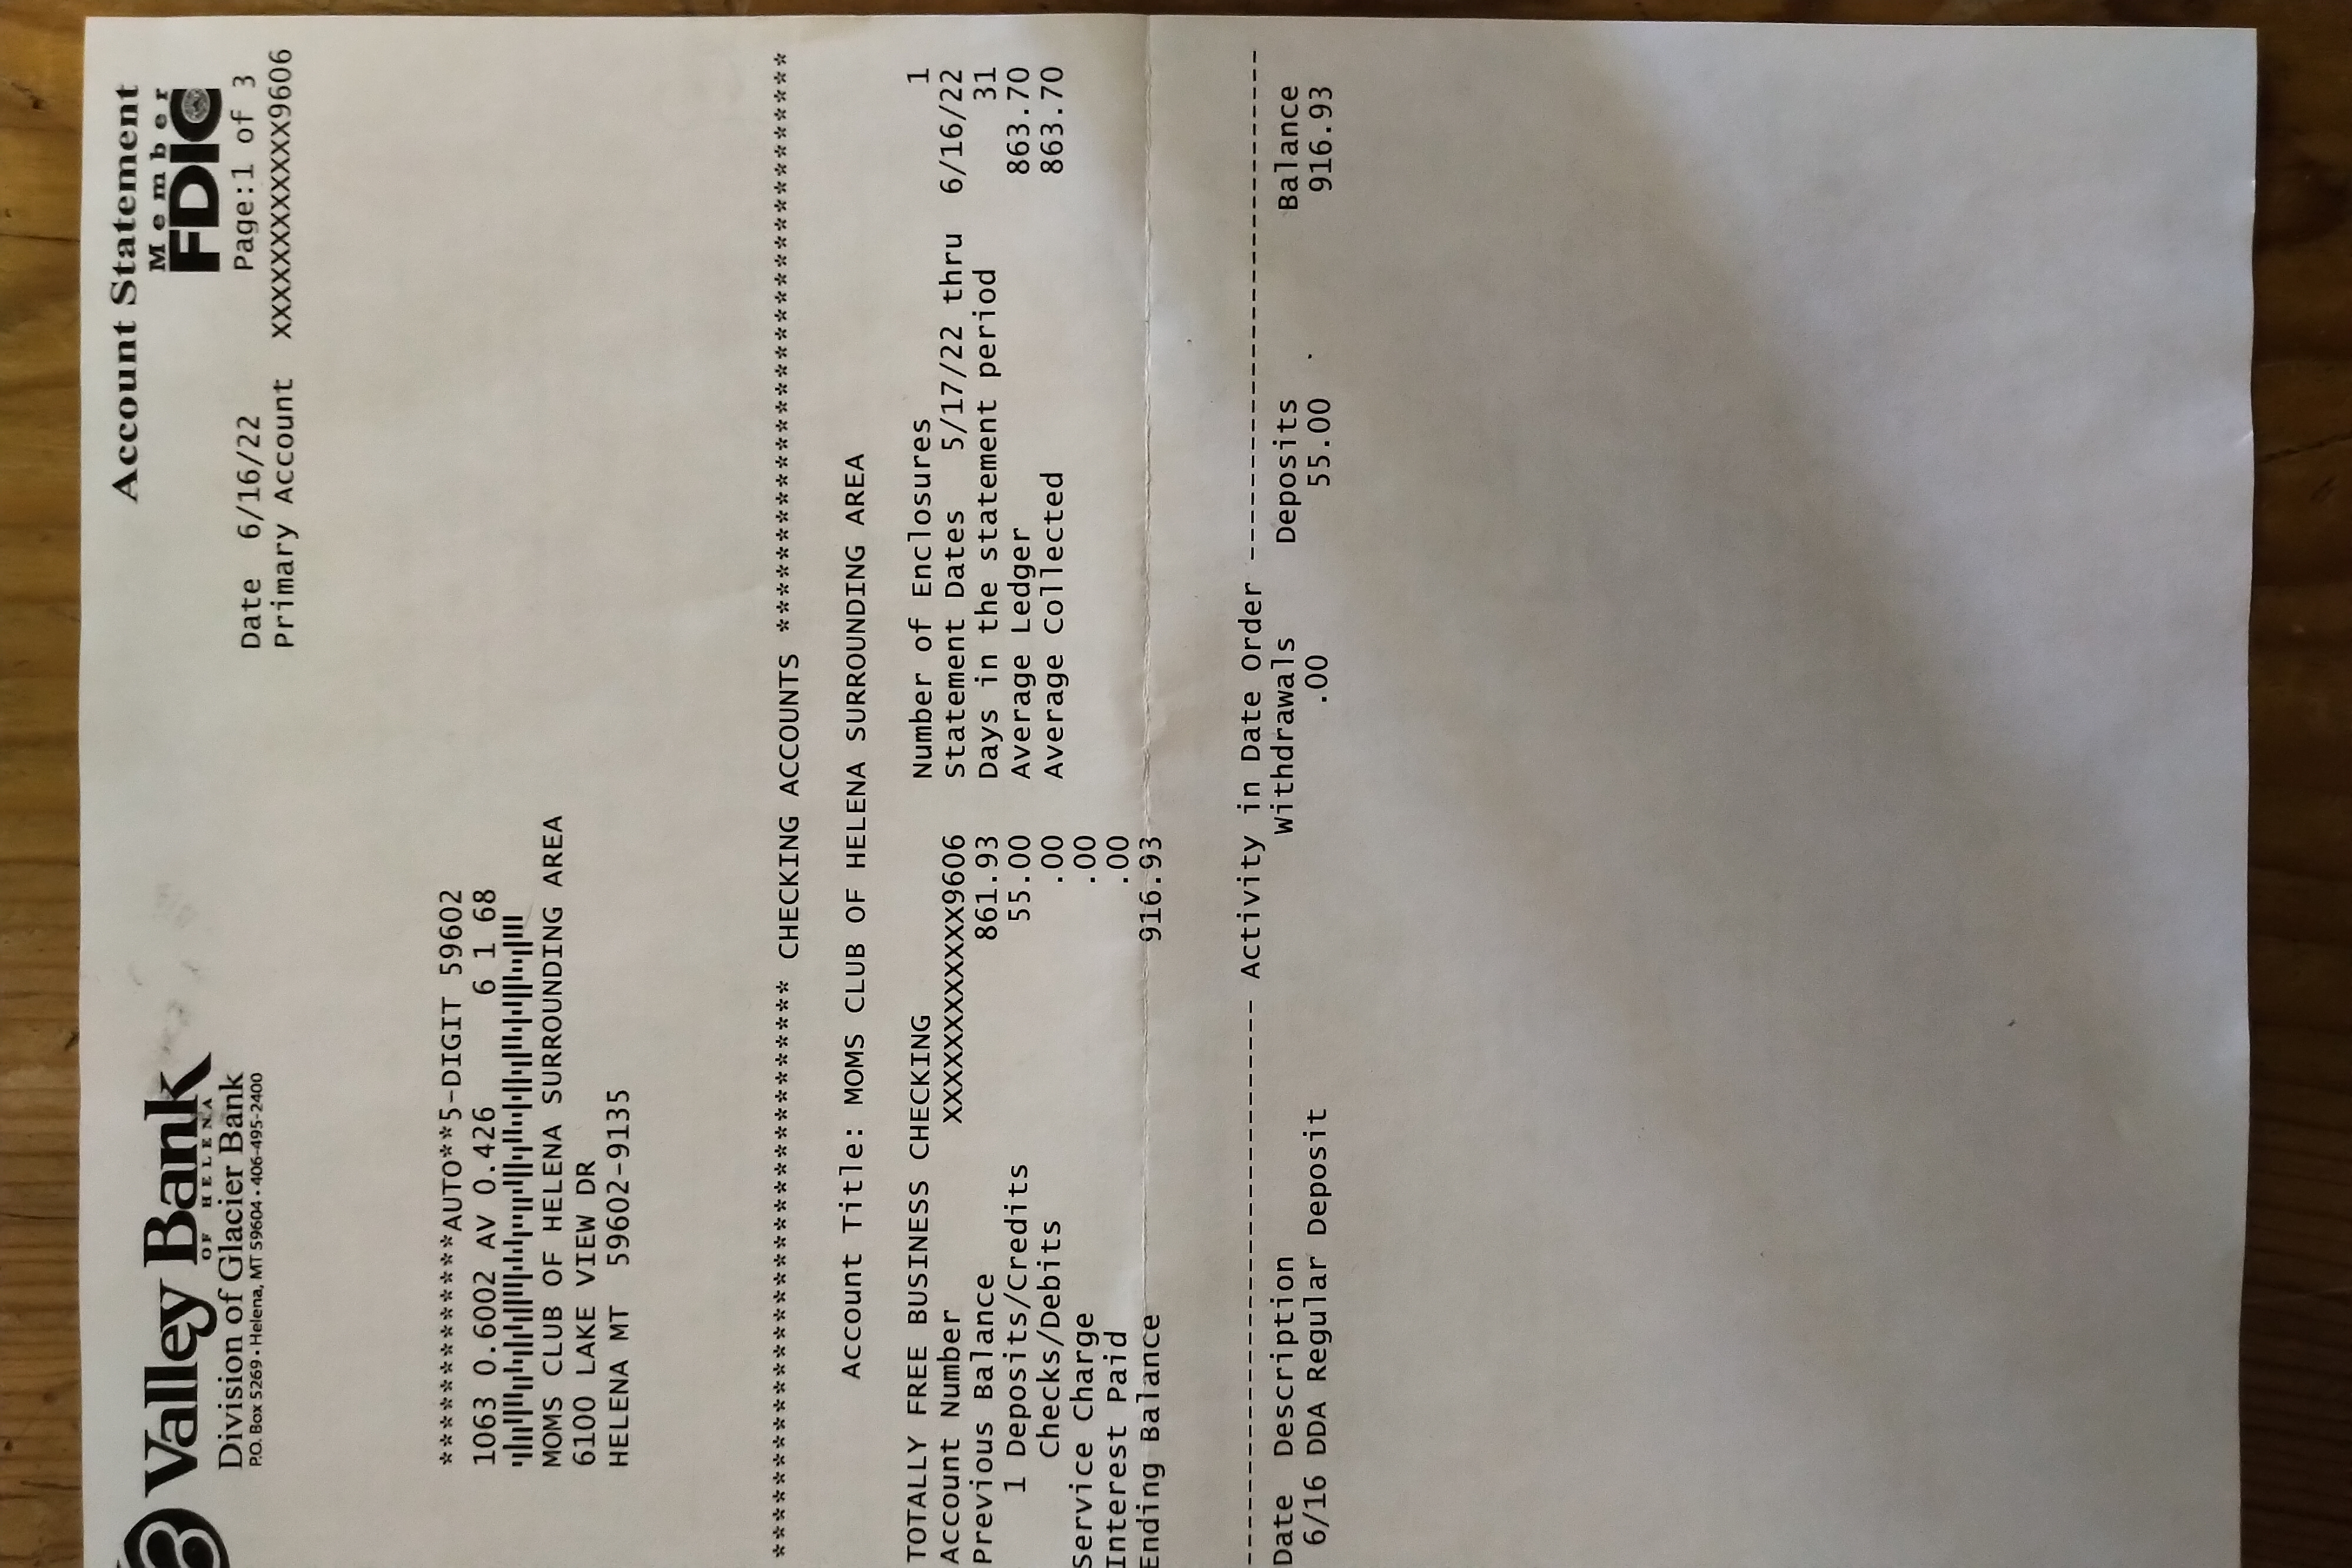 Account Statement
Member
FDIC
Valley Bank
OF HELENA
Division of Glacier Bank
P.O. Box 5269 • Helena, MT 59604 • 406-495-2400
Date 6/16/22 Page:1 of 3
Primary Account XXXXXXXXXXXX9606
*************AUTO**5-DIGIT 59602
1063 0.6002 AV 0.426 6 1 68
MOMS CLUB OF HELENA SURROUNDING AREA
6100 LAKE VIEW DR
HELENA MT 59602-9135
******************************** CHECKING ACCOUNTS ********************************
Account Title: MOMS CLUB OF HELENA SURROUNDING AREA
TOTALLY FREE BUSINESS CHECKING Number of Enclosures 1
Account Number XXXXXXXXXXXX9606 Statement Dates 5/17/22 thru 6/16/22
Previous Balance 861.93 Days in the statement period 31
1 Deposits/Credits 55.00 Average Ledger 863.70
Checks/Debits .00 Average Collected 863.70
Service Charge .00
Interest Paid .00
Ending Balance 916.93
------------------------------- Activity in Date Order ----------------------------
Date Description Withdrawals Deposits Balance
6/16 DDA Regular Deposit .00 55.00 916.93